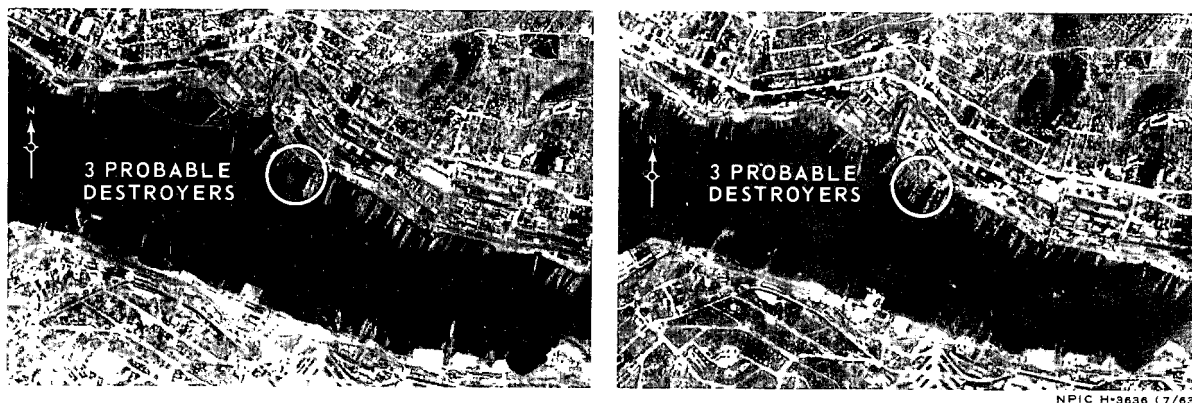 N
3 PROBABLE
DESTROYERS
N
3 PROBABLE
DESTROYERS
NPIC H-3636 (7/63